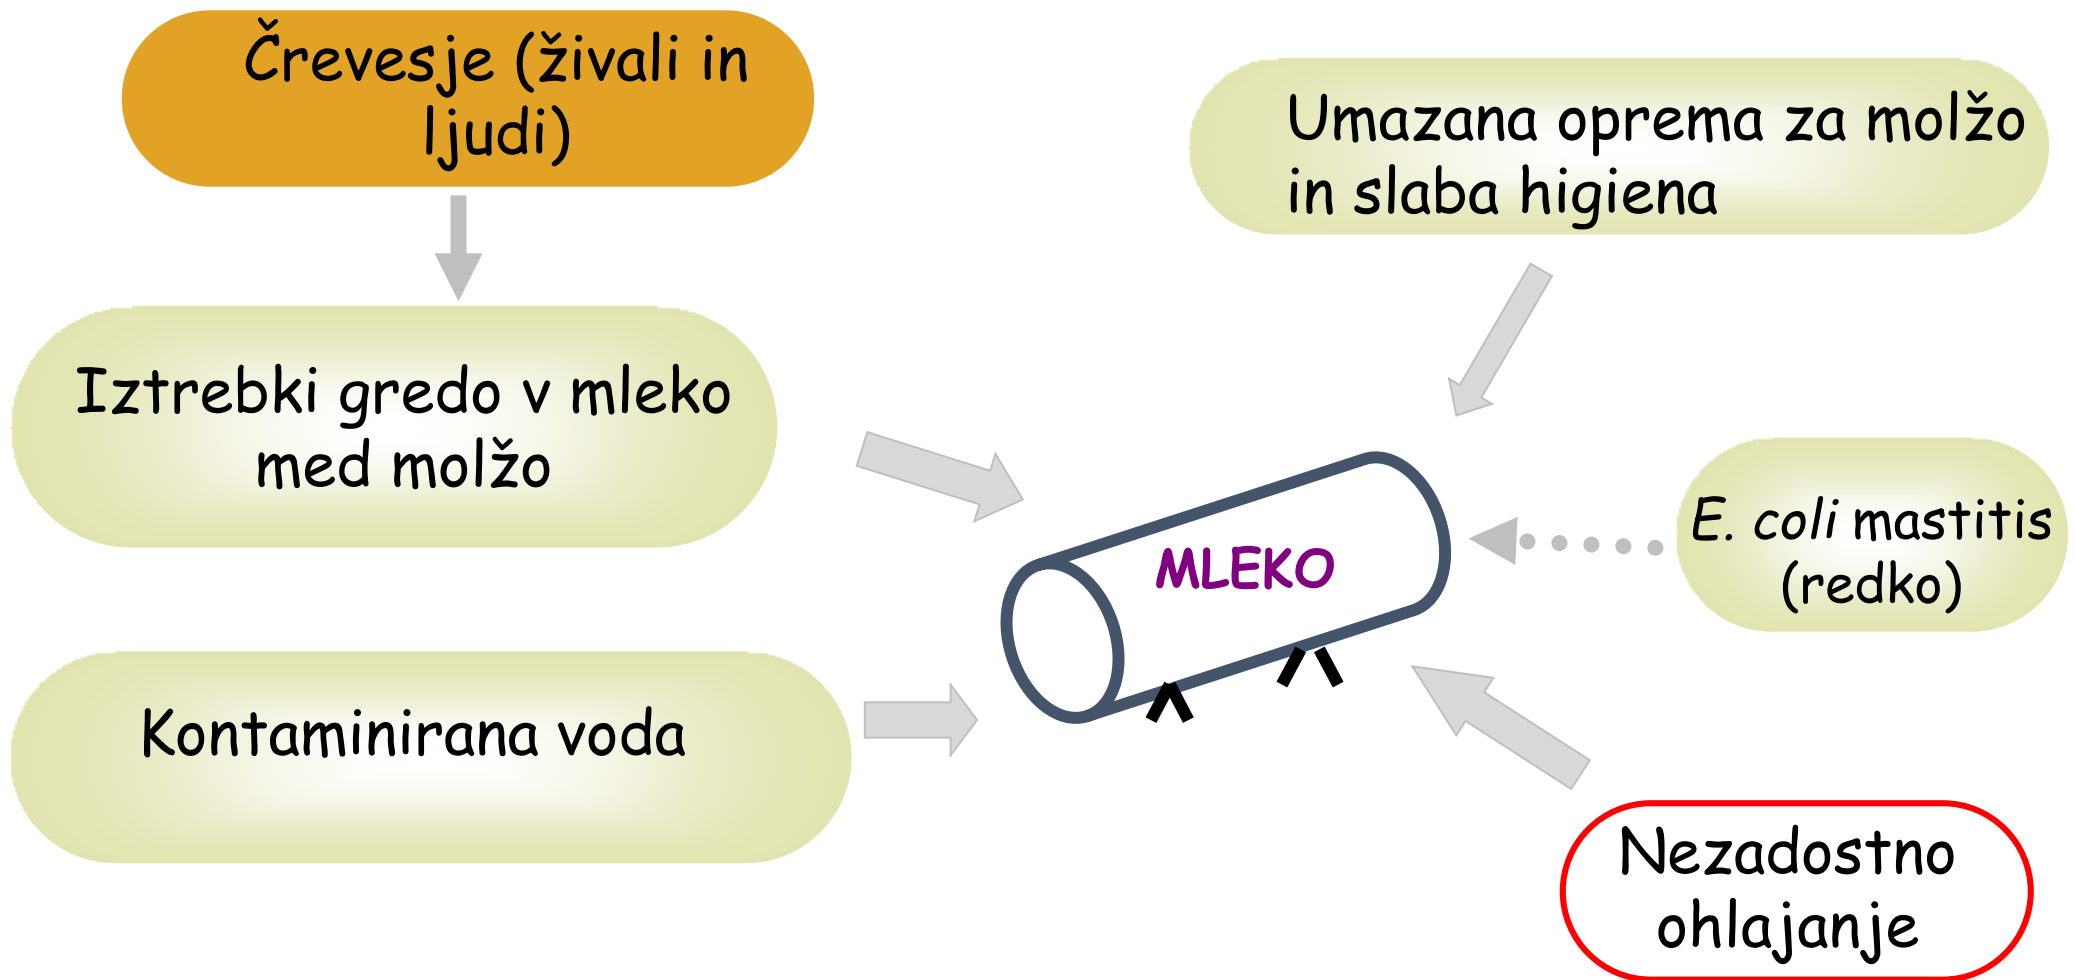 Črevesje (živali in
ljudi)
Umazana oprema za molžo
in slaba higiena
Iztrebki gredo v mleko
med molžo
MLEKO
E. coli mastitis
(redko)
Kontaminirana voda
Nezadostno
ohlajanje